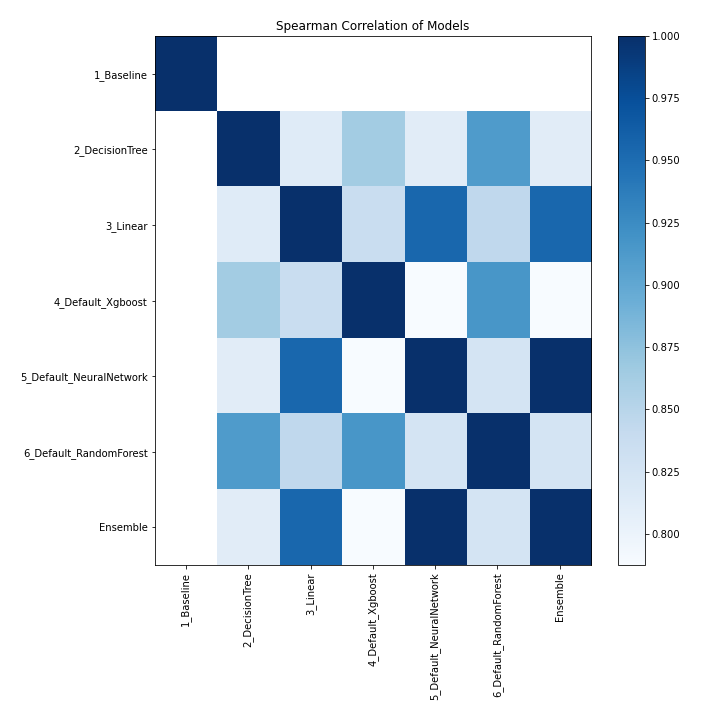 Spearman Correlation of Models
1_Baseline
2_DecisionTree
3_Linear
4_Default_Xgboost
5_Default_NeuralNetwork
6_Default_RandomForest
Ensemble
1_Baseline
2_DecisionTree
3_Linear
4_Default_Xgboost
5_Default_NeuralNetwork
6_Default_RandomForest
Ensemble
1.000
0.975
0.950
0.925
0.900
0.875
0.850
0.825
0.800